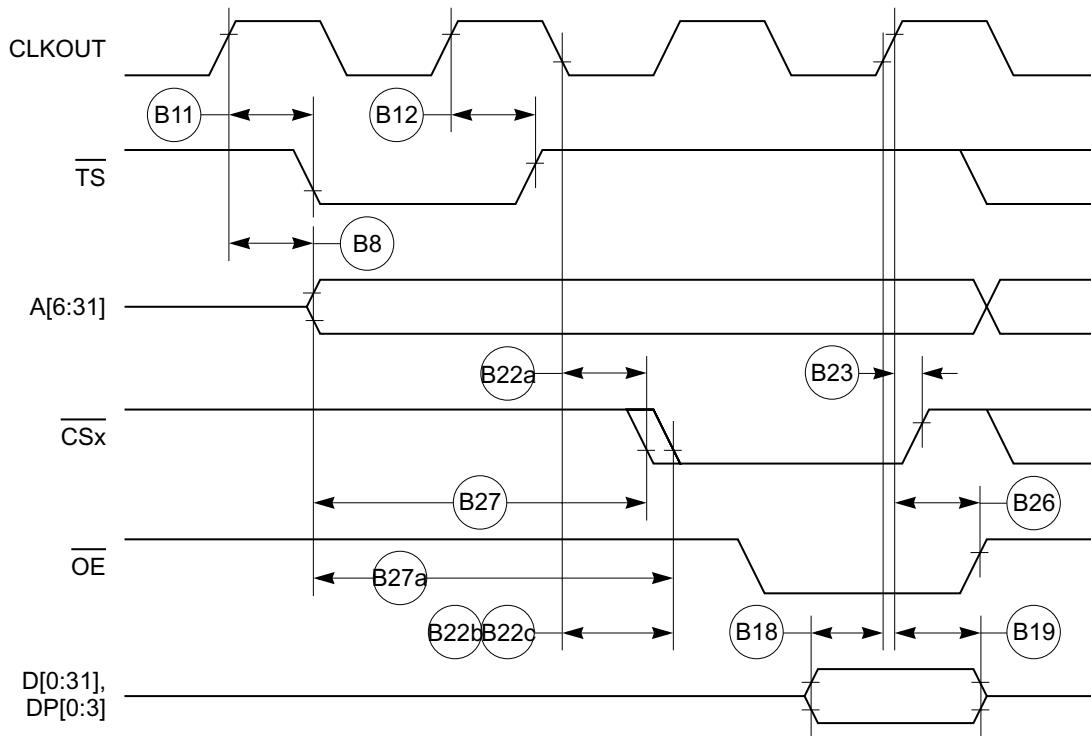 CLKOUT
B11
B12
TS
B8
A[6:31]
B22a
B23
CSx
B27
B26
OE
B27a
B22b B22c
B18
B19
D[0:31],
DP[0:3]